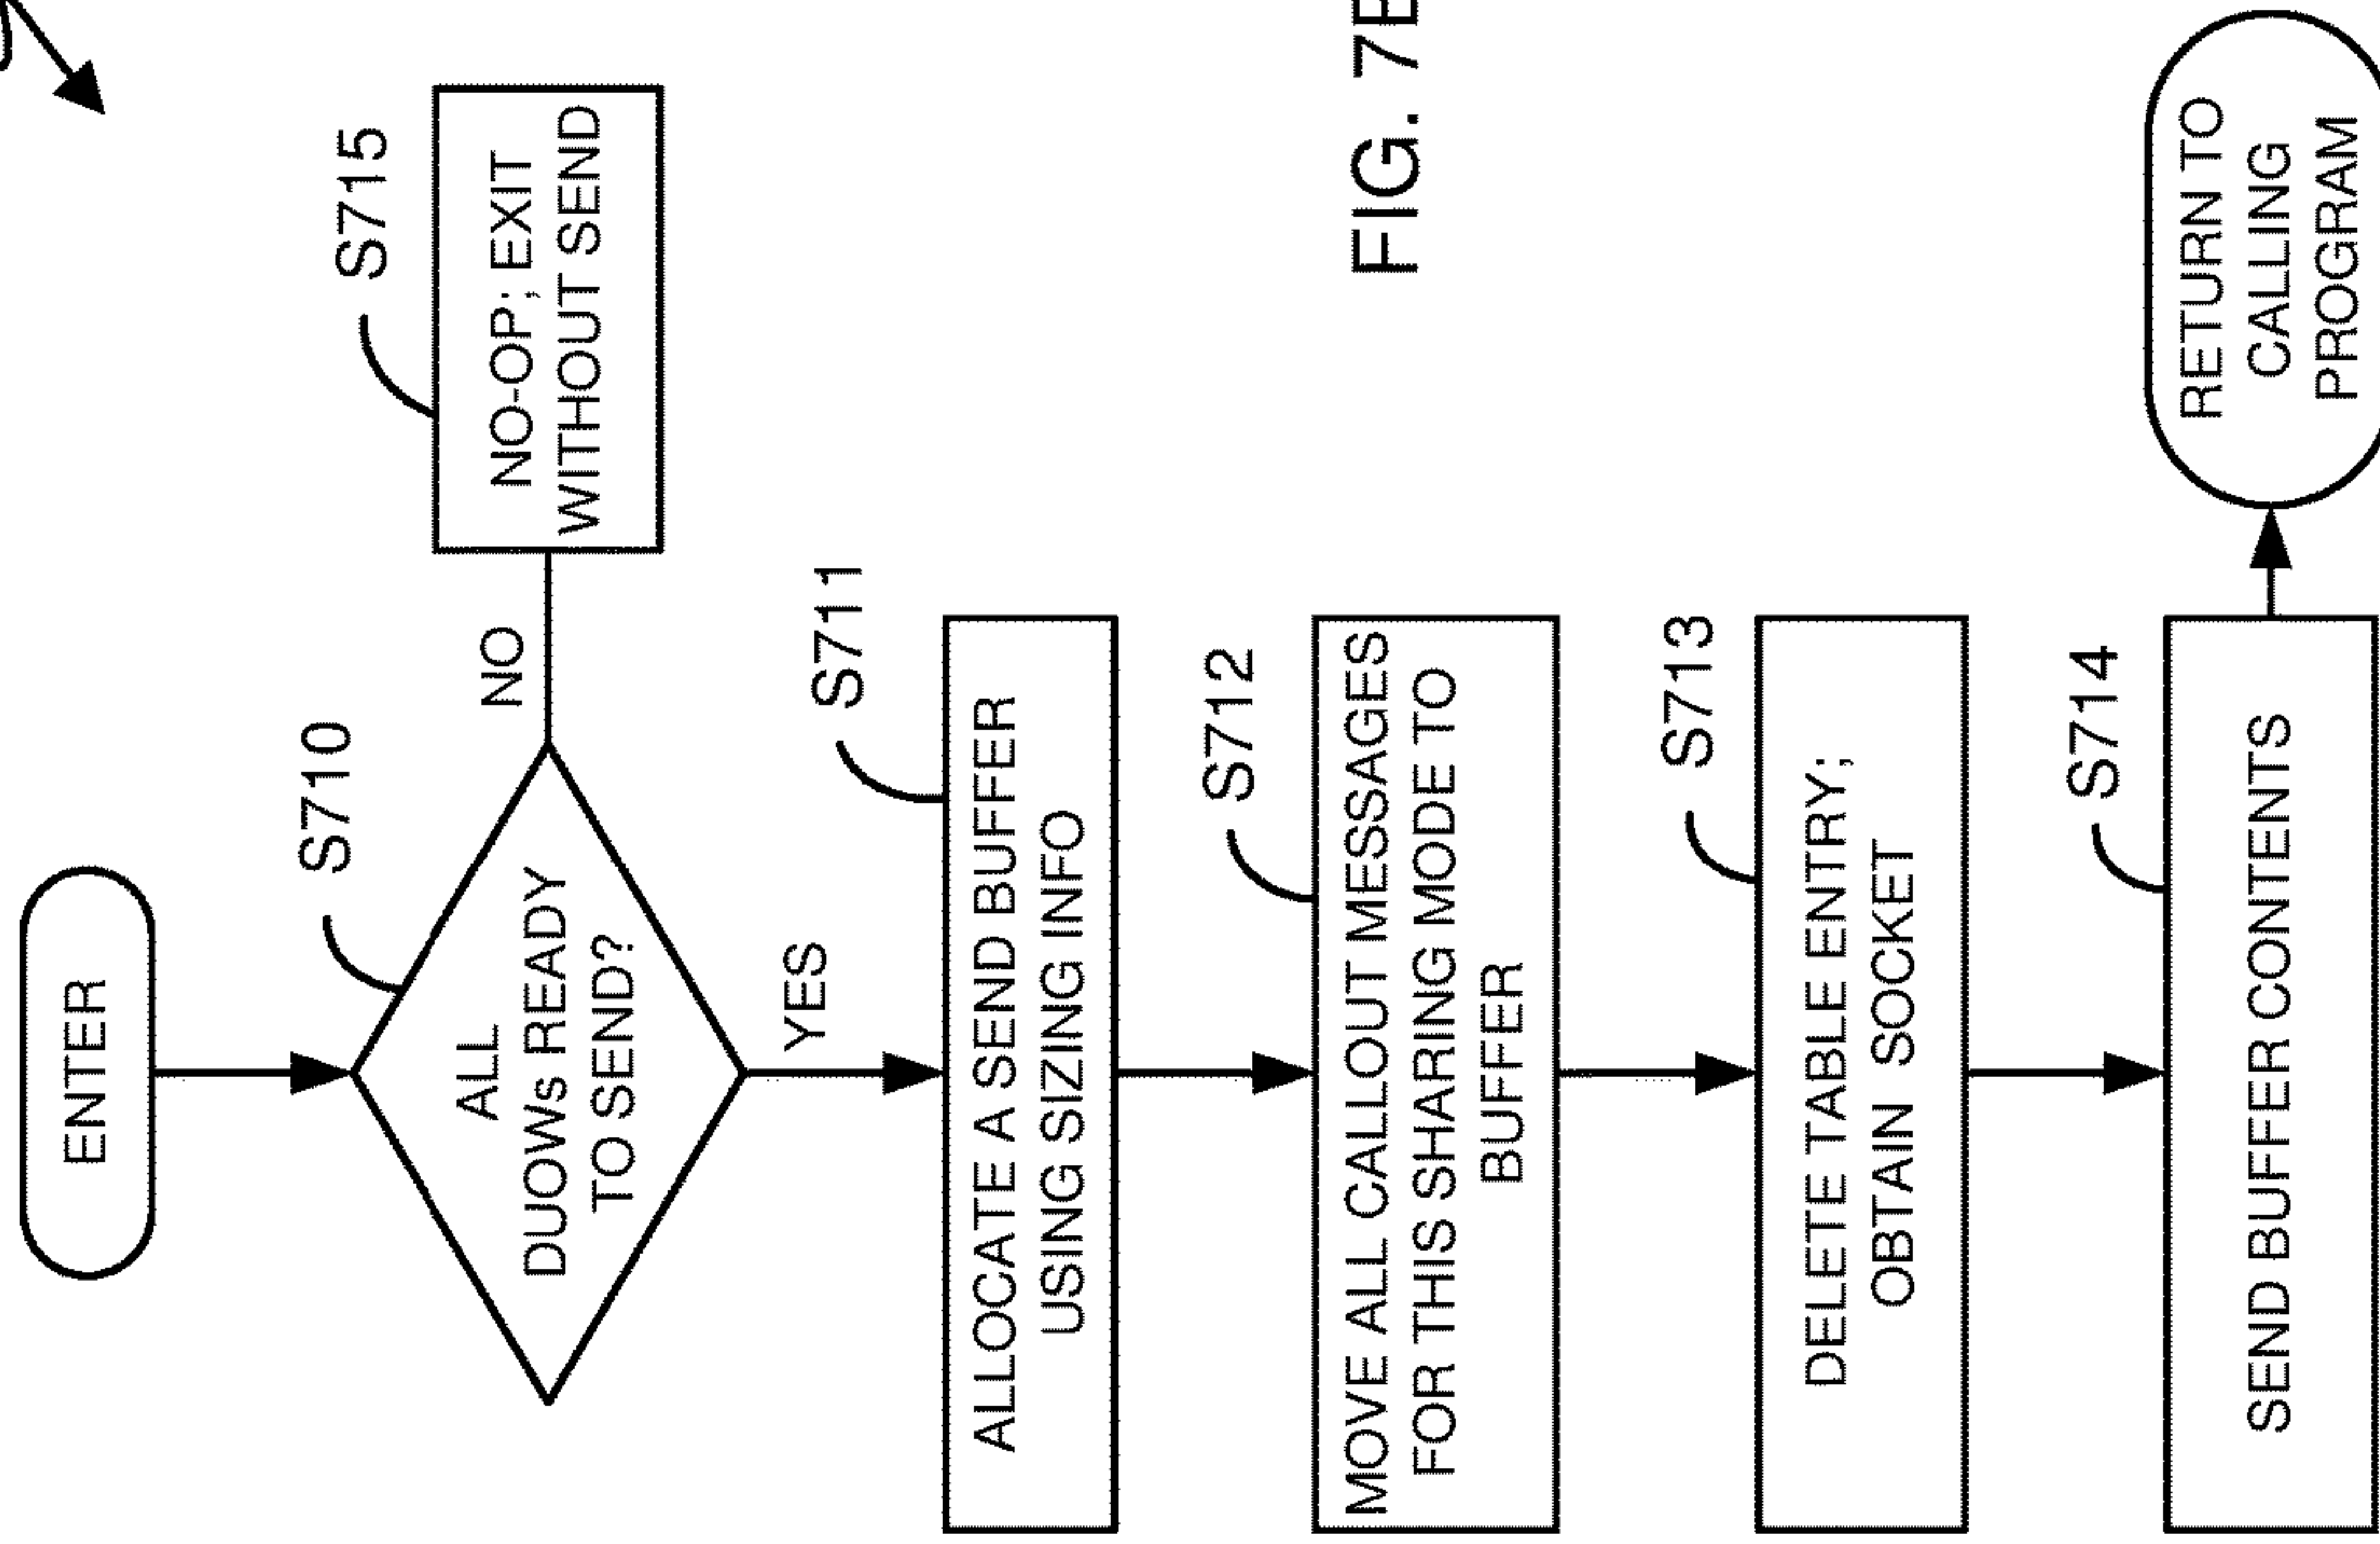 ENTER
S710
ALL
DUOWs READY
TO SEND?
NO
S715
NO-OP; EXIT
WITHOUT SEND
YES
S711
ALLOCATE A SEND BUFFER
USING SIZING INFO
S712
MOVE ALL CALLOUT MESSAGES
FOR THIS SHARING MODE TO
BUFFER
S713
DELETE TABLE ENTRY;
OBTAIN SOCKET
S714
SEND BUFFER CONTENTS
RETURN TO
CALLING
PROGRAM
FIG.